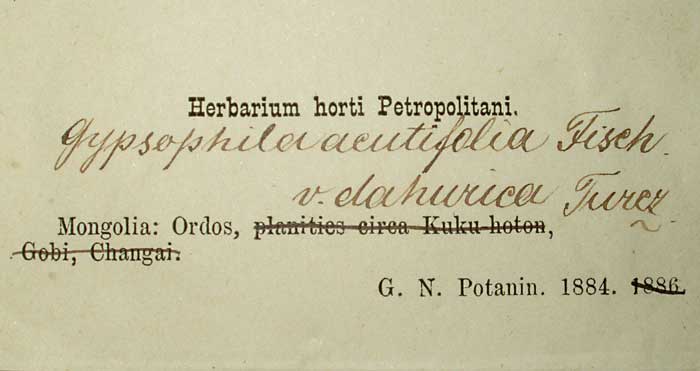 Herbarium horti Petropolitani.
Gypsophila acutifolia Fisch.
v. dahurica Turcz
Mongolia: Ordos, planities circa Kuku-hoton,
Gobi, Changai.
G. N. Potanin. 1884. 1886.